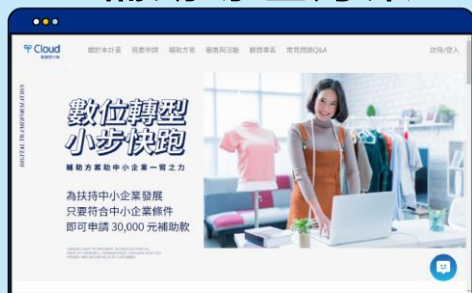 Cloud
關於本計畫 我要申請 輔助方案 優惠與活動 顧問專區 常見問題Q&A
註冊/登入
DIGITAL TRANSFORMATION
數位轉型
小步快跑
輔助方案助中小企業一臂之力
為扶持中小企業發展
只要符合中小企業條件
即可申請 30,000 元補助款